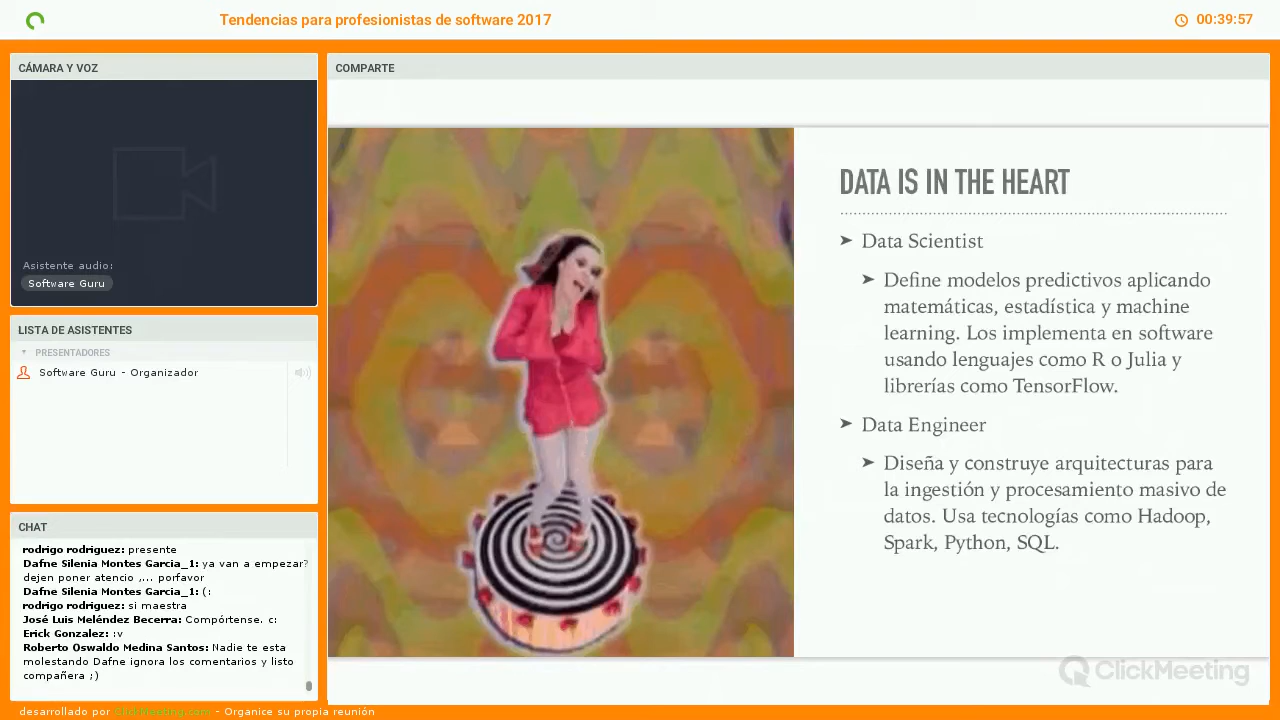 Tendencias para profesionistas de software 2017
00:39:57
CÁMARA Y VOZ
Asistente audio:
Software Guru
LISTA DE ASISTENTES
PRESENTADORES
Software Guru - Organizador
CHAT
rodrigo rodriguez: presente
Dafne Silenia Montes Garcia_1: ya van a empezar?
dejen poner atencio ,... porfavor
Dafne Silenia Montes Garcia_1: (:
rodrigo rodriguez: si maestra
José Luis Meléndez Becerra: Compórtense. c:
Erick Gonzalez: :v
Roberto Oswaldo Medina Santos: Nadie te esta
molestando Dafne ignora los comentarios y listo
compañera ;)
COMPARTE
DATA IS IN THE HEART
➤ Data Scientist
➤ Define modelos predictivos aplicando
matemáticas, estadística y machine
learning. Los implementa en software
usando lenguajes como R o Julia y
librerías como TensorFlow.
➤ Data Engineer
➤ Diseña y construye arquitecturas para
la ingestión y procesamiento masivo de
datos. Usa tecnologías como Hadoop,
Spark, Python, SQL.
ClickMeeting
desarrollado por ClickMeeting.com - Organice su propia reunión